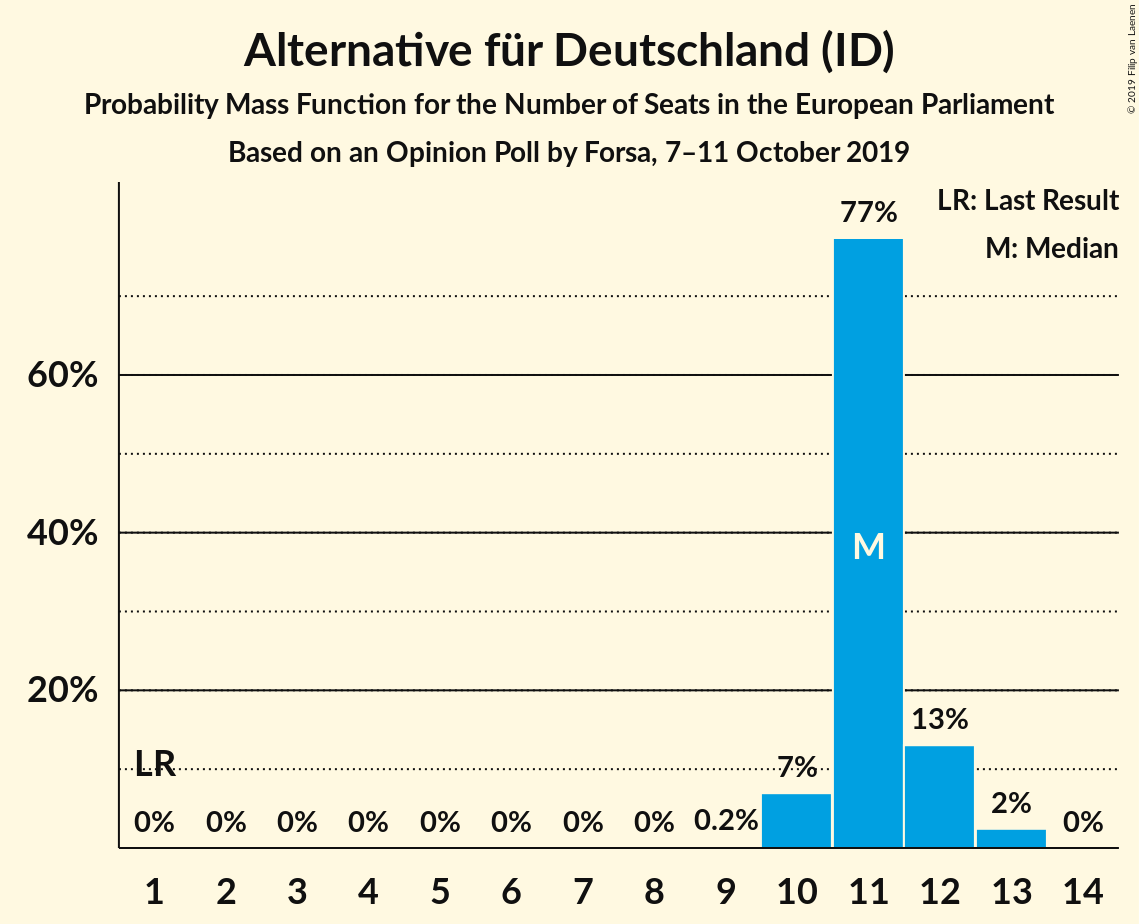 Alternative für Deutschland (ID)
Probability Mass Function for the Number of Seats in the European Parliament
Based on an Opinion Poll by Forsa, 7–11 October 2019
© 2019 Filip van Laenen
LR: Last Result
M: Median
77%
60%
40%
M
20%
13%
LR
7%
0% 0% 0% 0% 0% 0% 0% 0% 0.2% 2% 0%
1 2 3 4 5 6 7 8 9 10 11 12 13 14